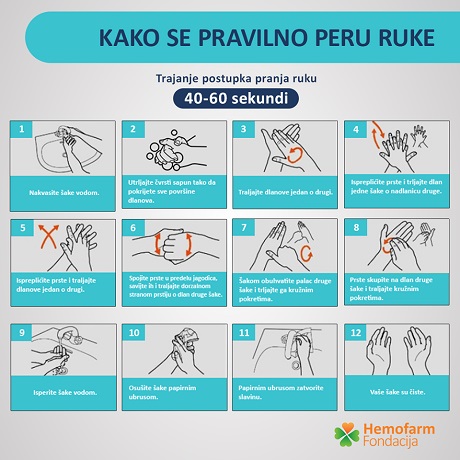 KAKO SE PRAVILNO PERU RUKE
Trajanje postupka pranja ruku
40-60 sekundi
1
Nakvasite šake vodom.
2
Utrljajte čvrsti sapun tako da
pokrijete sve površine
dlanova.
3
Traljajte dlanove jedan o drugi.
4
Isprepličite prste i trljajte dlan
jedne šake o nadlanicu druge.
5
Isprepličite prste i traljajte
dlanove jedan o drugi.
6
Spojite prste u predelu jagodica,
savijte ih i traljajte dorzalnom
stranom prstiju o dlan druge šake.
7
Šakom obuhvatite palac druge
šake i trljajte ga kružnim
pokretima.
8
Prste skupite na dlan druge
šake i traljajte kružnim
pokretima.
9
Isperite šake vodom.
10
Osušite šake papirnim
ubrusom.
11
Papirnim ubrusom zatvorite
slavinu.
12
Vaše šake su čiste.
Hemofarm
Fondacija